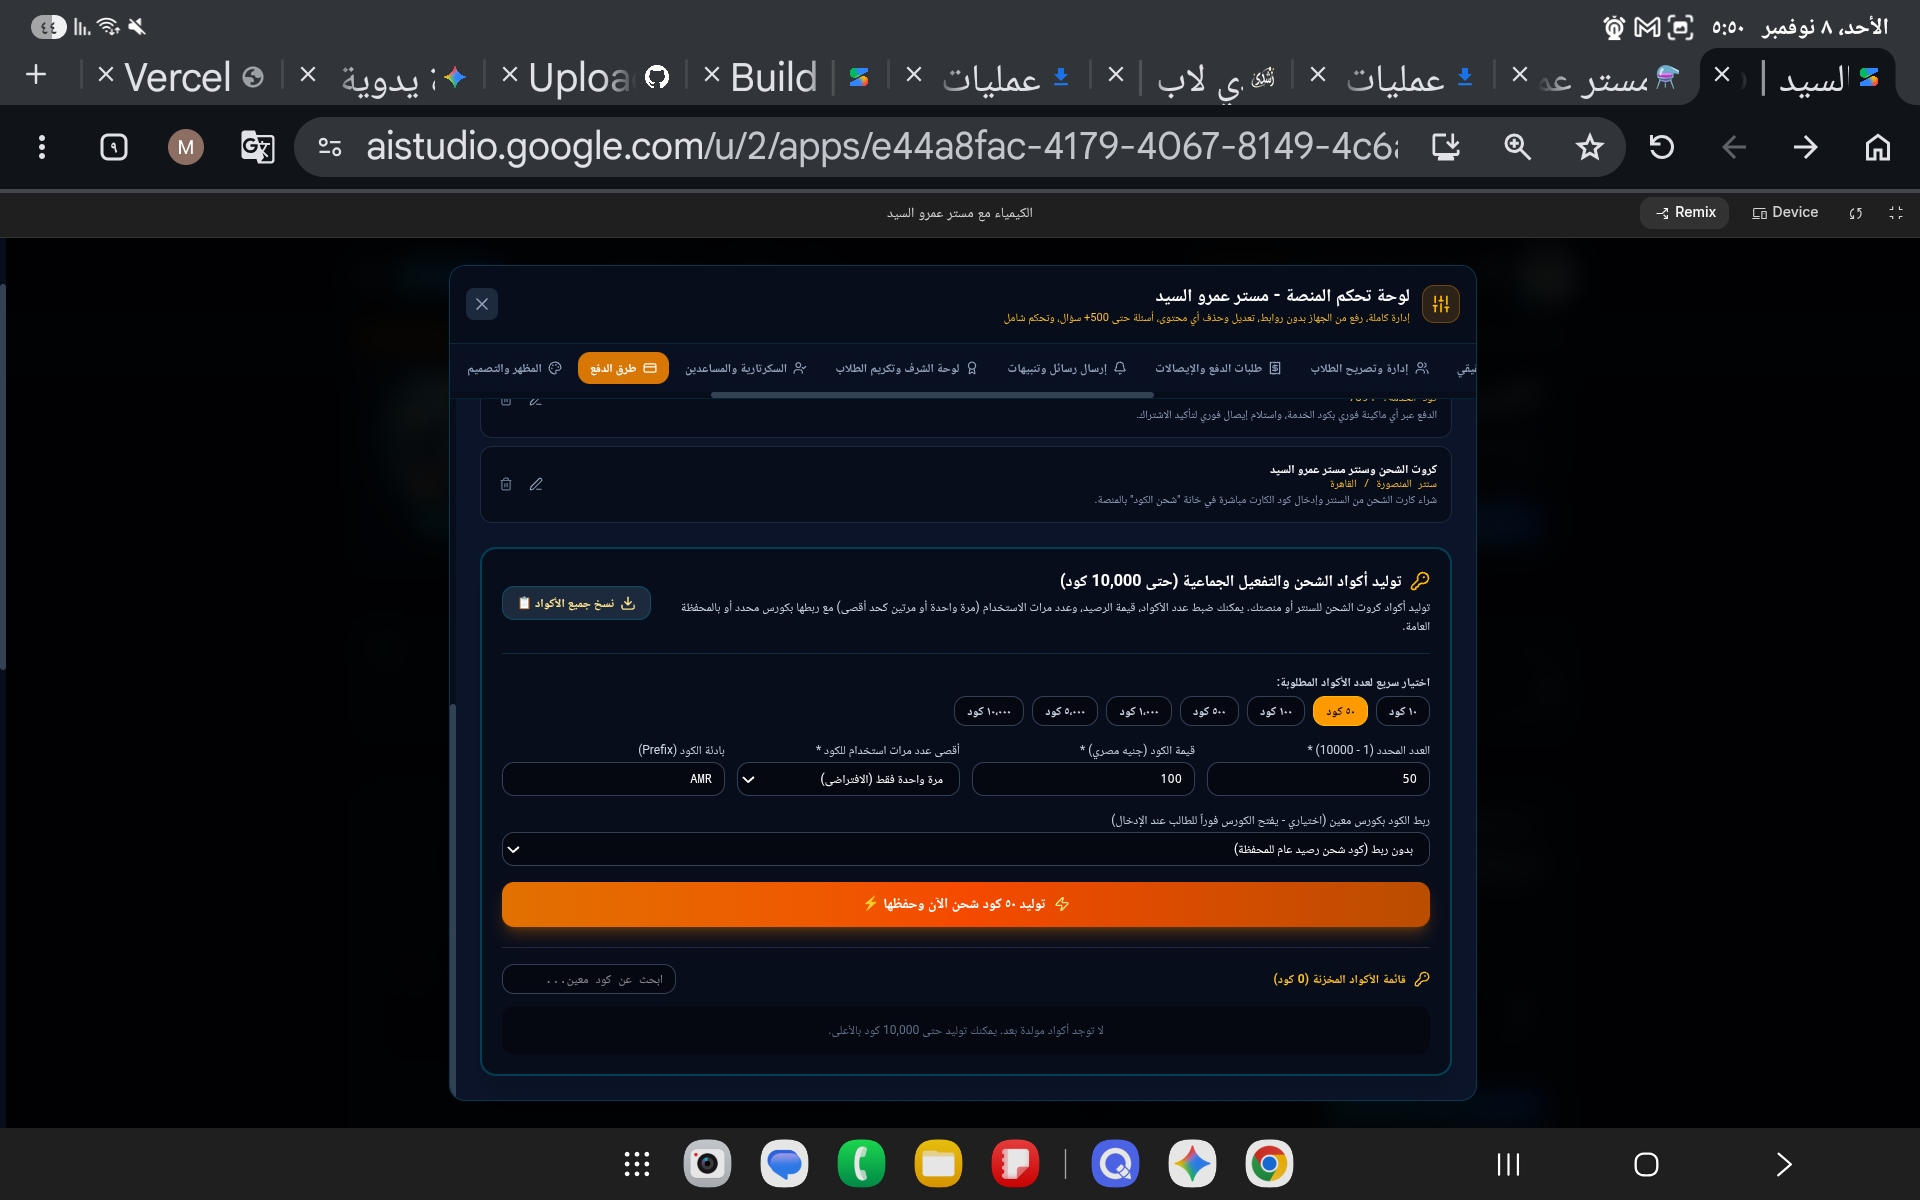 الأحد، ٨ نوفمبر ٥:٥٠
٤٤
السيد
مستر عم
عمليات
ي لاب
عمليات
Build
Uploa
يدوية
Vercel
aistudio.google.com/u/2/apps/e44a8fac-4179-4067-8149-4c6
M
٩
الكيمياء مع مستر عمرو السيد
Remix
Device
لوحة تحكم المنصة - مستر عمرو السيد
إدارة كاملة، رفع من الجهاز بدون روابط، تعديل وحذف أي محتوى، أسئلة حتى 500+ سؤال، وتحكم شامل
إدارة وتصريح الطلاب
طلبات الدفع والإيصالات
إرسال رسائل وتنبيهات
لوحة الشرف وتكريم الطلاب
السكرتارية والمساعدين
طرق الدفع
المظهر والتصميم
الدفع عبر أي ماكينة فوري بكود الخدمة، واستلام إيصال فوري لتأكيد الاشتراك.
كروت الشحن وسنتر مستر عمرو السيد
سنتر المنصورة / القاهرة
شراء كارت الشحن من السنتر وإدخال كود الكارت مباشرة في خانة "شحن الكود" بالمنصة.
توليد أكواد الشحن والتفعيل الجماعية (حتى 10,000 كود)
نسخ جميع الأكواد 📋
توليد أكواد كروت الشحن للسنتر أو منصتك. يمكنك ضبط عدد الأكواد، قيمة الرصيد، وعدد مرات الاستخدام (مرة واحدة أو مرتين كحد أقصى) مع ربطها بكورس محدد أو بالمحفظة
العامة.
اختيار سريع لعدد الأكواد المطلوبة:
١٠ كود
٥٠ كود
١٠٠ كود
٥٠٠ كود
١،٠٠٠ كود
٥،٠٠٠ كود
١٠،٠٠٠ كود
العدد المحدد (1 - 10000) *
قيمة الكود (جنيه مصري) *
أقصى عدد مرات استخدام للكود *
بادئة الكود (Prefix)
50
100
مرة واحدة فقط (الافتراضي)
AMR
ربط الكود بكورس معين (اختياري - يفتح الكورس فوراً للطالب عند الإدخال)
بدون ربط (كود شحن رصيد عام للمحفظة)
توليد ٥٠ كود شحن الآن وحفظها ⚡
قائمة الأكواد المخزنة (0 كود)
ابحث عن كود معين...
لا توجد أكواد مولدة بعد. يمكنك توليد حتى 10,000 كود بالأعلى.